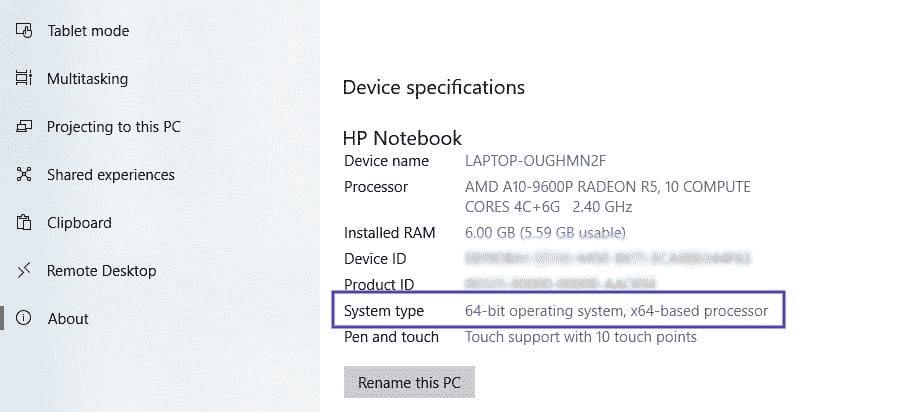 Tablet mode
Multitasking
Projecting to this PC
Shared experiences
Clipboard
Remote Desktop
About
Device specifications
HP Notebook
Device name LAPTOP-OUGHMN2F
Processor AMD A10-9600P RADEON R5, 10 COMPUTE
CORES 4C+6G 2.40 GHz
Installed RAM 6.00 GB (5.59 GB usable)
Device ID
Product ID
System type 64-bit operating system, x64-based processor
Pen and touch Touch support with 10 touch points
Rename this PC